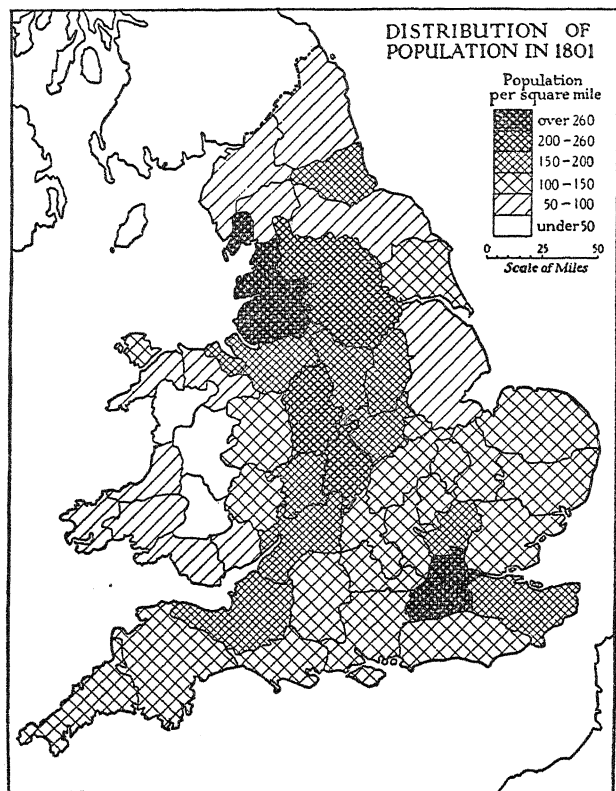 DISTRIBUTION OF
POPULATION IN 1801
Population
per square mile
over 260
200-260
150-200
100-150
50-100
under 50
0 25 50
Scale of Miles